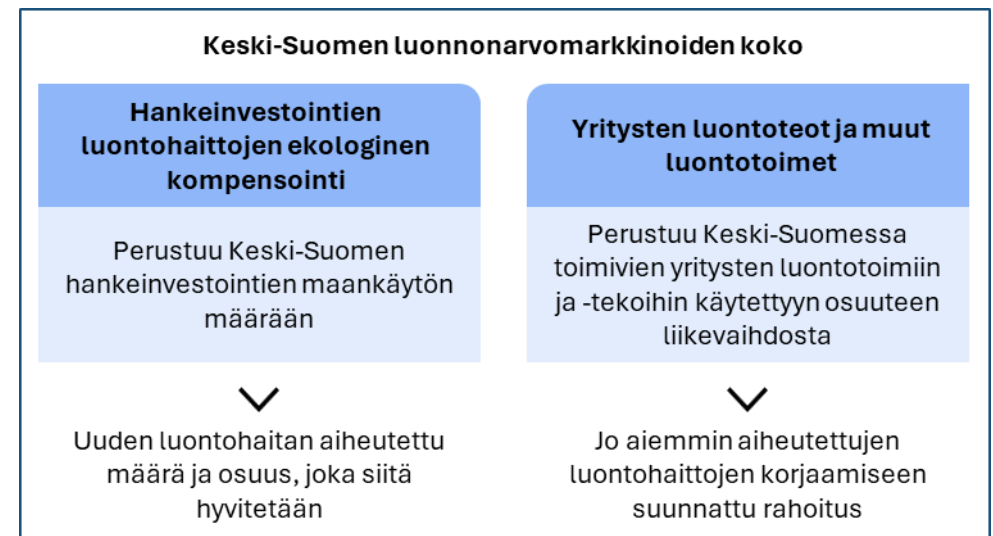 Keski-Suomen luonnonarvomarkkinoiden koko
Hankeinvestointien
luontohaittojen ekologinen
kompensointi
Perustuu Keski-Suomen
hankeinvestointien maankäytön
määrään
Uuden luontohaitan aiheutettu
määrä ja osuus, joka siitä
hyvitetään
Yritysten luontoteot ja muut
luontotoimet
Perustuu Keski-Suomessa
toimivien yritysten luontotoimiin
ja -tekoihin käytettyyn osuuteen
liikevaihdosta
Jo aiemmin aiheutettujen
luontohaittojen korjaamiseen
suunnattu rahoitus